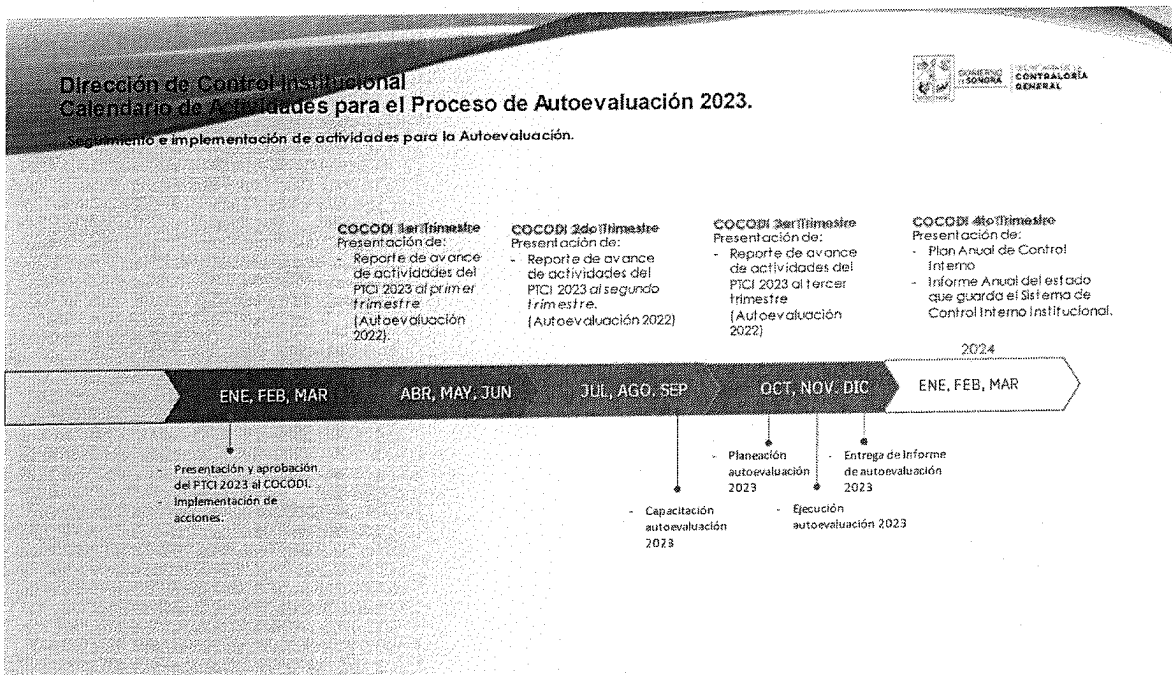 Dirección de Control Institucional
Calendario de Actividades para el Proceso de Autoevaluación 2023.
Seguimiento e implementación de actividades para la Autoevaluación.
GOBIERNO
DE SONORA
CONTRALORÍA
GENERAL
COCODI 1er Trimestre
Presentación de:
- Reporte de avance
de actividades del
PTCI 2023 al primer
trimestre
(Autoevaluación
2022).
COCODI 2do Trimestre
Presentación de:
- Reporte de avance
de actividades del
PTCI 2023 al segundo
trimestre.
(Autoevaluación 2022)
COCODI 3er Trimestre
Presentación de:
- Reporte de avance
de actividades del
PTCI 2023 al tercer
trimestre
(Autoevaluación
2022)
COCODI 4to Trimestre
Presentación de:
- Plan Anual de Control
Interno
- Informe Anual del estado
que guarda el Sistema de
Control Interno Institucional.
2024
ENE, FEB, MAR
ABR, MAY, JUN
JUL, AGO, SEP
OCT, NOV. DIC
ENE, FEB, MAR
- Presentación y aprobación
del PTCI 2023 al COCODI.
- Implementación de
acciones.
- Capacitación
autoevaluación
2023
- Planeación
autoevaluación
2023
- Ejecución
autoevaluación 2023
- Entrega de Informe
de autoevaluación
2023